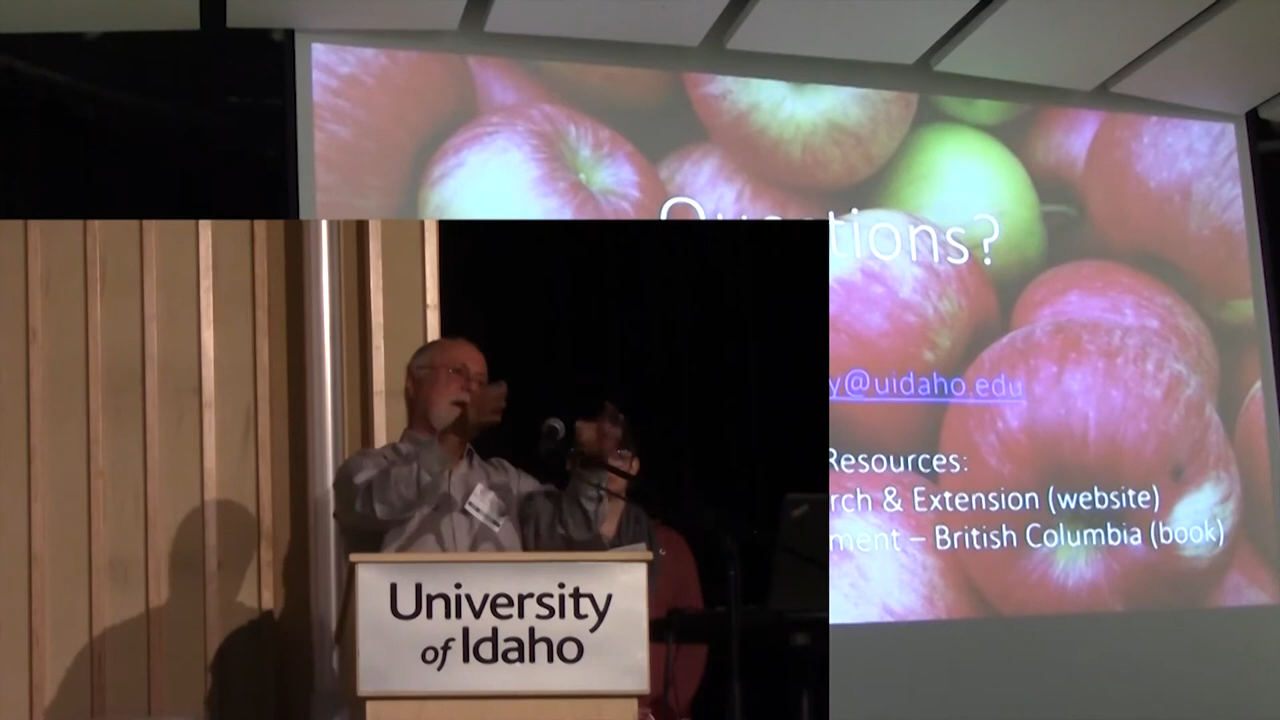 tions?
y@uidaho.edu
Resources:
rch & Extension (website)
ment – British Columbia (book)
University
of Idaho